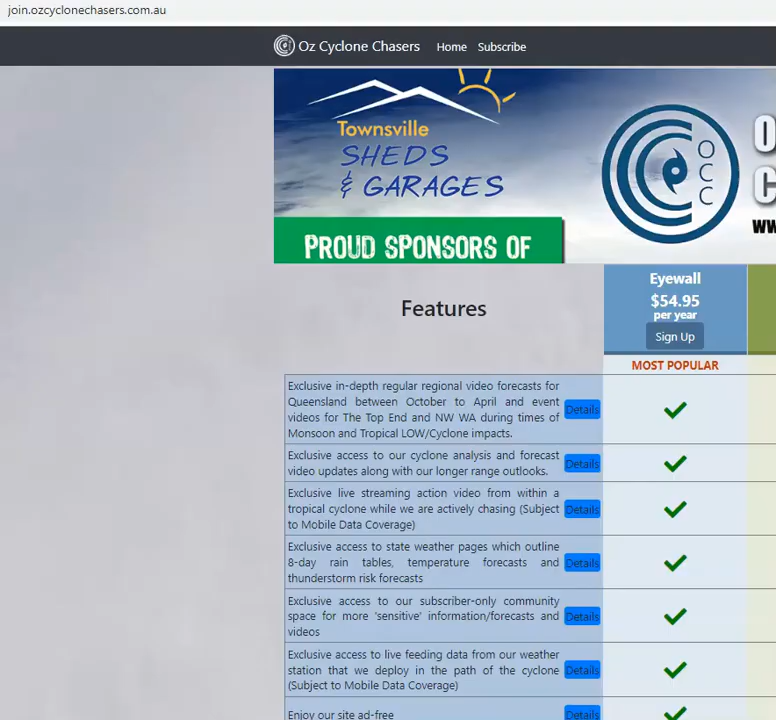 join.ozcyclonechasers.com.au
Oz Cyclone Chasers Home Subscribe
Townsville
SHEDS
& GARAGES
OCC
PROUD SPONSORS OF
Eyewall
$54.95
per year
Sign Up
Features
MOST POPULAR
Exclusive in-depth regular regional video forecasts for
Queensland between October to April and event
videos for The Top End and NW WA during times of
Monsoon and Tropical LOW/Cyclone impacts.
Details
Exclusive access to our cyclone analysis and forecast
video updates along with our longer range outlooks.
Details
Exclusive live streaming action video from within a
tropical cyclone while we are actively chasing (Subject
to Mobile Data Coverage)
Details
Exclusive access to state weather pages which outline
8-day rain tables, temperature forecasts and
thunderstorm risk forecasts
Details
Exclusive access to our subscriber-only community
space for more 'sensitive' information/forecasts and
videos
Details
Exclusive access to live feeding data from our weather
station that we deploy in the path of the cyclone
(Subject to Mobile Data Coverage)
Details
Enjoy our site ad-free
Details